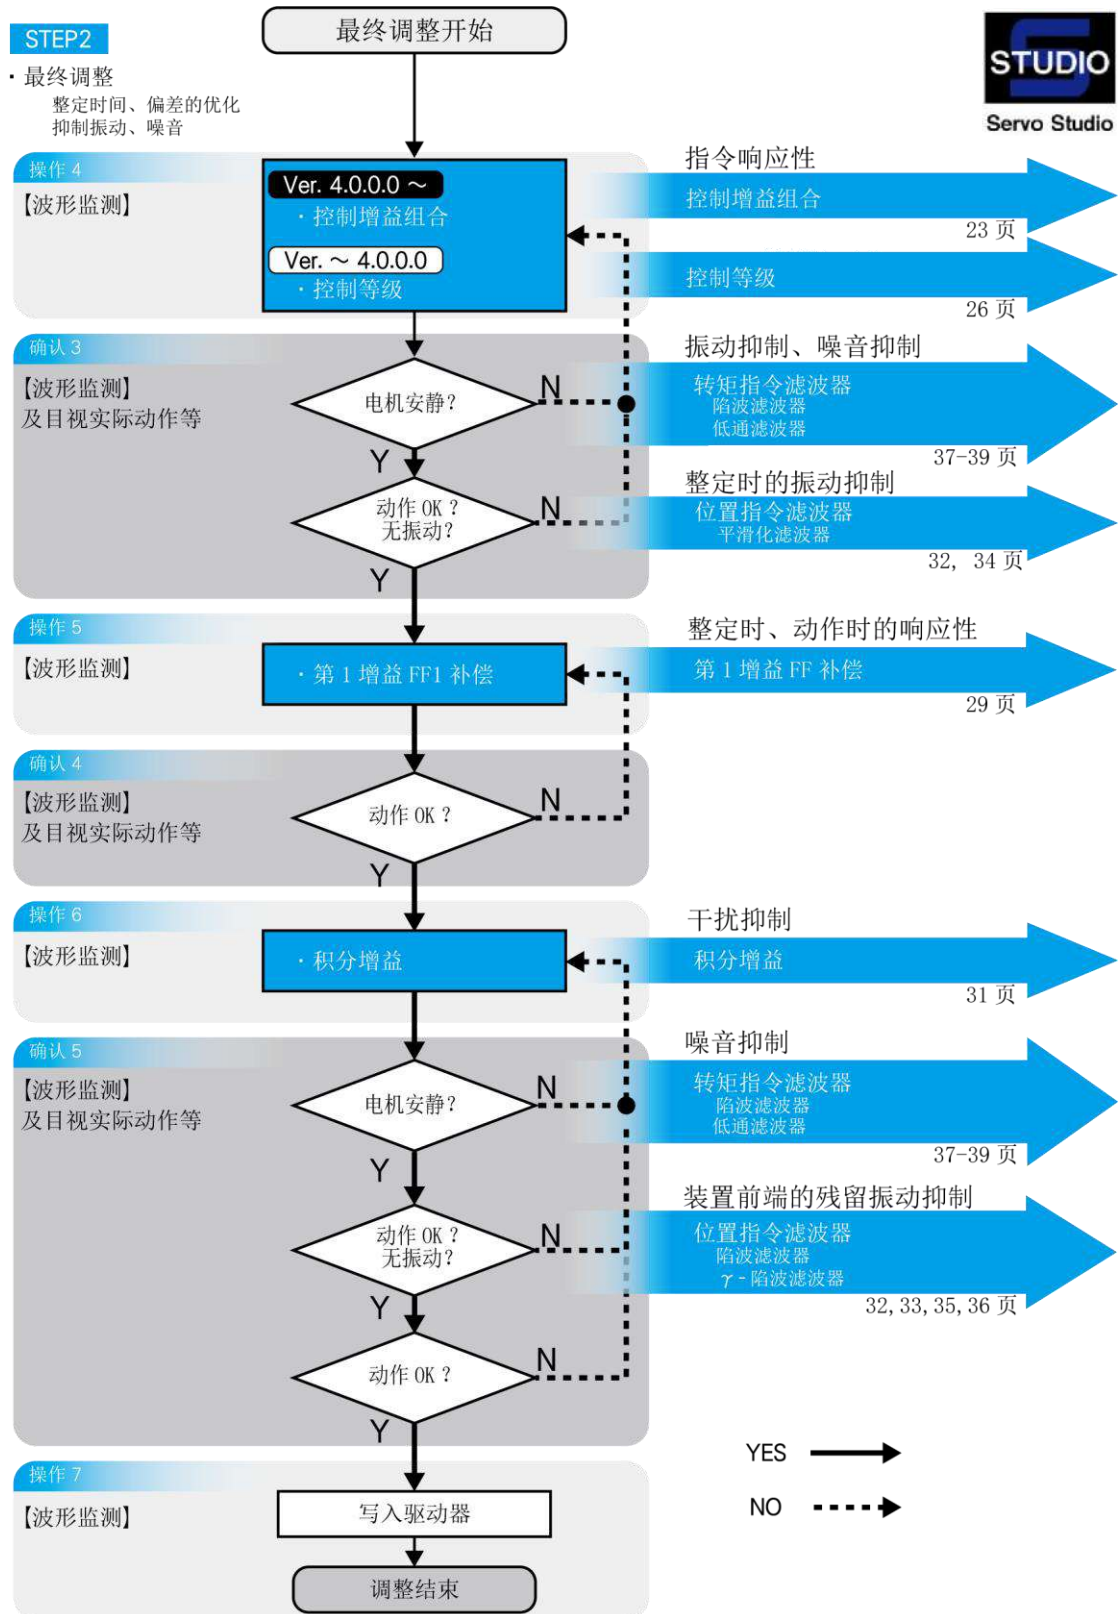 STEP2
最终调整开始
STUDIO
Servo Studio
・最终调整
整定时间、偏差的优化
抑制振动、噪音
操作 4
【波形监测】
Ver. 4.0.0.0 ～
・控制增益组合
Ver. ～ 4.0.0.0
・控制等级
指令响应性
控制增益组合
23 页
控制等级
26 页
确认 3
【波形监测】
及目视实际动作等
电机安静？
N
Y
动作 OK？
无振动？
N
Y
振动抑制、噪音抑制
转矩指令滤波器
陷波滤波器
低通滤波器
37-39 页
整定时的振动抑制
位置指令滤波器
平滑化滤波器
32, 34 页
操作 5
【波形监测】
・第 1 增益 FF1 补偿
整定时、动作时的响应性
第 1 增益 FF 补偿
29 页
确认 4
【波形监测】
及目视实际动作等
动作 OK？
N
Y
操作 6
【波形监测】
・积分增益
干扰抑制
积分增益
31 页
确认 5
【波形监测】
及目视实际动作等
电机安静？
N
Y
动作 OK？
无振动？
N
Y
动作 OK？
N
Y
噪音抑制
转矩指令滤波器
陷波滤波器
低通滤波器
37-39 页
装置前端的残留振动抑制
位置指令滤波器
陷波滤波器
γ-陷波滤波器
32,33,35,36 页
YES
NO
操作 7
【波形监测】
写入驱动器
调整结束